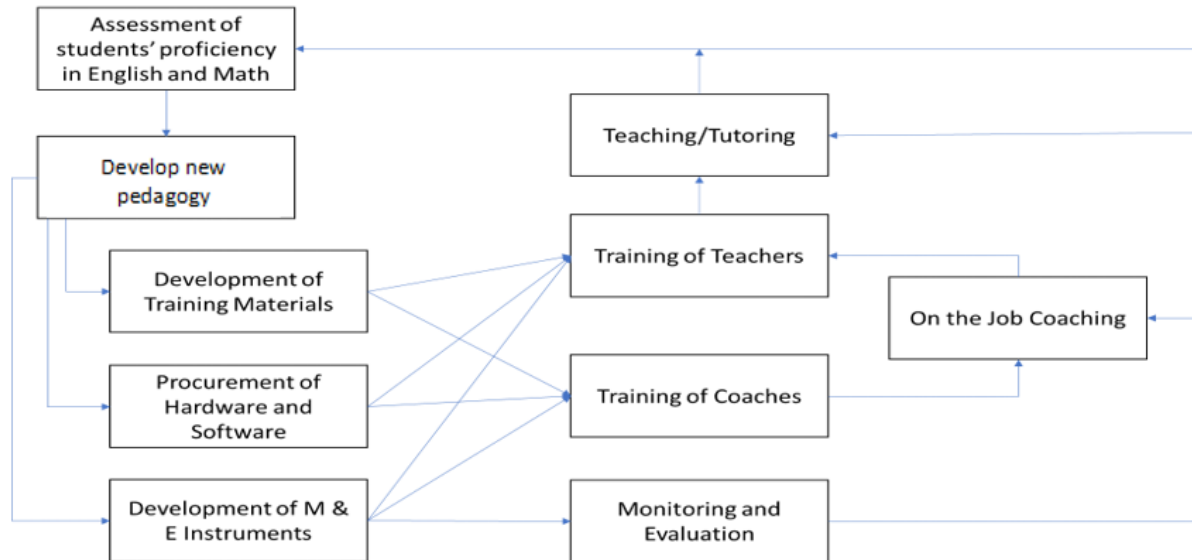 Assessment of
students’ proficiency
in English and Math
Develop new
pedagogy
Development of
Training Materials
Procurement of
Hardware and
Software
Development of M &
E Instruments
Teaching/Tutoring
Training of Teachers
Training of Coaches
Monitoring and
Evaluation
On the Job Coaching